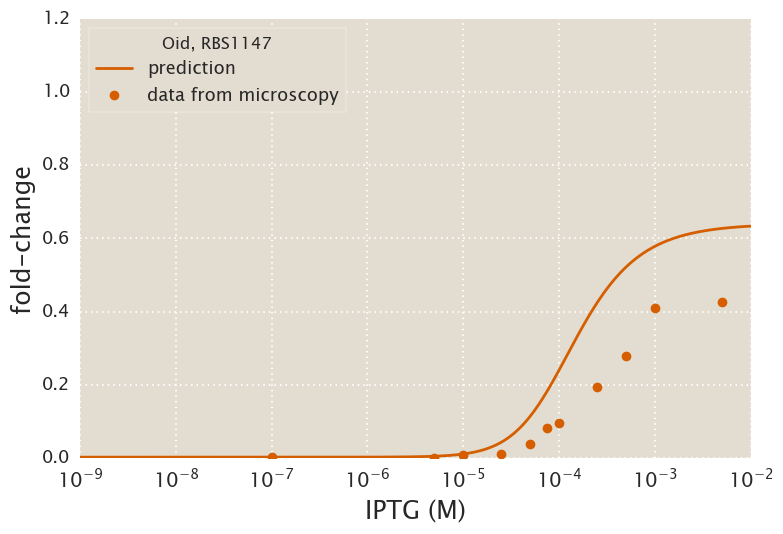 1.2
Oid, RBS1147
prediction
data from microscopy
1.0
0.8
0.6
0.4
0.2
0.0
fold-change
10⁻⁹ 10⁻⁸ 10⁻⁷ 10⁻⁶ 10⁻⁵ 10⁻⁴ 10⁻³ 10⁻²
IPTG (M)